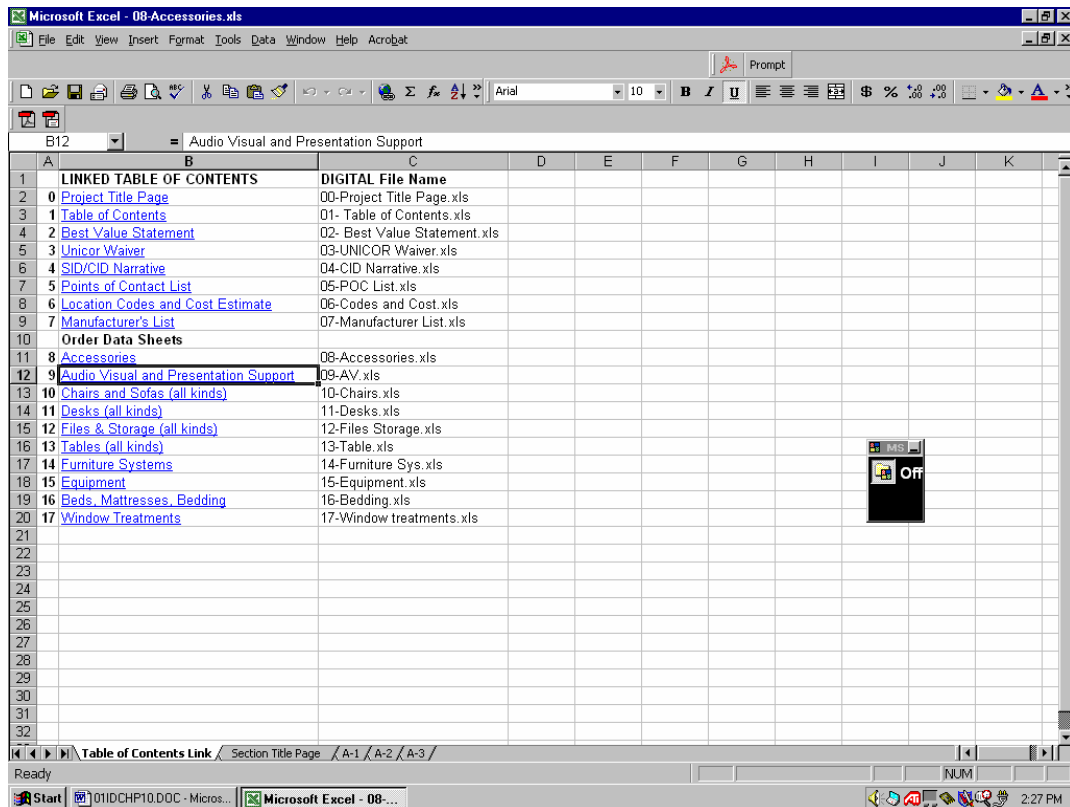 Microsoft Excel - 08-Accessories.xls
File Edit View Insert Format Tools Data Window Help Acrobat
Prompt
Arial 10 B I U $ %
B12 = Audio Visual and Presentation Support
A B C D E F G H I J K
1 LINKED TABLE OF CONTENTS DIGITAL File Name
2 0 Project Title Page 00-Project Title Page.xls
3 1 Table of Contents 01- Table of Contents.xls
4 2 Best Value Statement 02- Best Value Statement.xls
5 3 Unicor Waiver 03-UNICOR Waiver.xls
6 4 SID/CID Narrative 04-CID Narrative.xls
7 5 Points of Contact List 05-POC List.xls
8 6 Location Codes and Cost Estimate 06-Codes and Cost.xls
9 7 Manufacturer's List 07-Manufacturer List.xls
10 Order Data Sheets
11 8 Accessories 08-Accessories.xls
12 9 Audio Visual and Presentation Support 09-AV.xls
13 10 Chairs and Sofas (all kinds) 10-Chairs.xls
14 11 Desks (all kinds) 11-Desks.xls
15 12 Files & Storage (all kinds) 12-Files Storage.xls
16 13 Tables (all kinds) 13-Table.xls
17 14 Furniture Systems 14-Furniture Sys.xls
18 15 Equipment 15-Equipment.xls
19 16 Beds, Mattresses, Bedding 16-Bedding.xls
20 17 Window Treatments 17-Window treatments.xls
MS
Off
21
22
23
24
25
26
27
28
29
30
31
32
Table of Contents Link Section Title Page A-1 A-2 A-3
Ready NUM
Start 01IDCHP10.DOC - Micros... Microsoft Excel - 08-... 2:27 PM